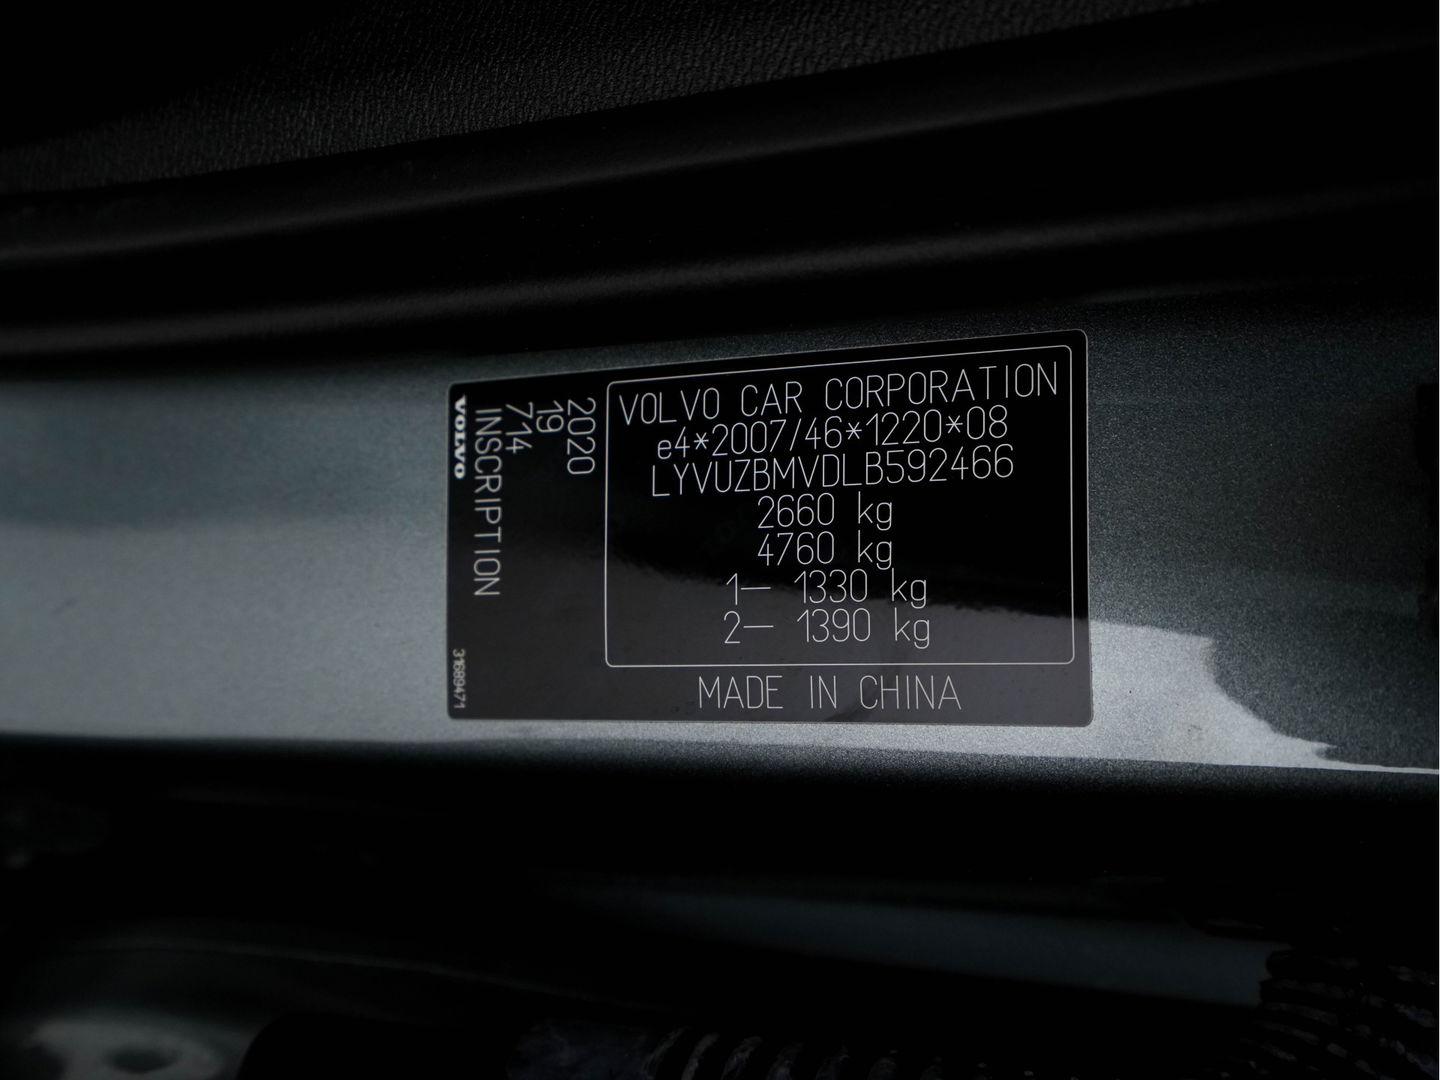 VOLVO CAR CORPORATION
e4*2007/46*1220*08
LYVUZBMVDLB592466
2660 kg
4760 kg
1— 1330 kg
2— 1390 kg
MADE IN CHINA
2020
19
714
INSCRIPTION
VOLVO
31689471